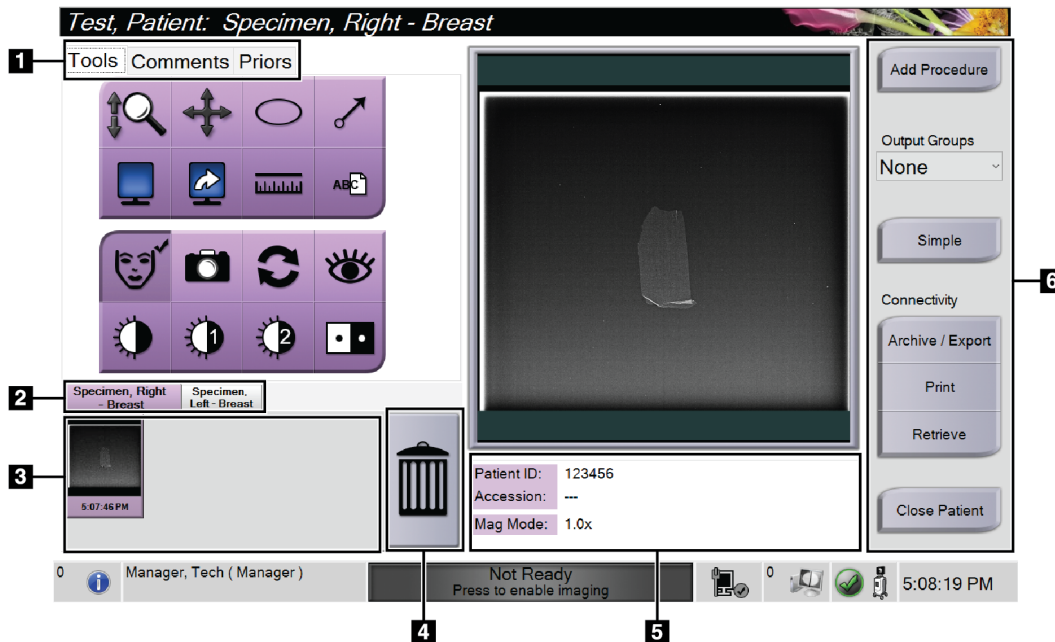 Test, Patient: Specimen, Right - Breast
1
Tools Comments Priors
ABC
1 2
2
Specimen, Right
- Breast
Specimen,
Left - Breast
3
5:07:46 PM
4
Patient ID: 123456
Accession: ---
Mag Mode: 1.0x
5
Add Procedure
Output Groups
None
Simple
Connectivity
Archive / Export
Print
Retrieve
Close Patient
6
0
Manager, Tech ( Manager )
Not Ready
Press to enable imaging
0
5:08:19 PM